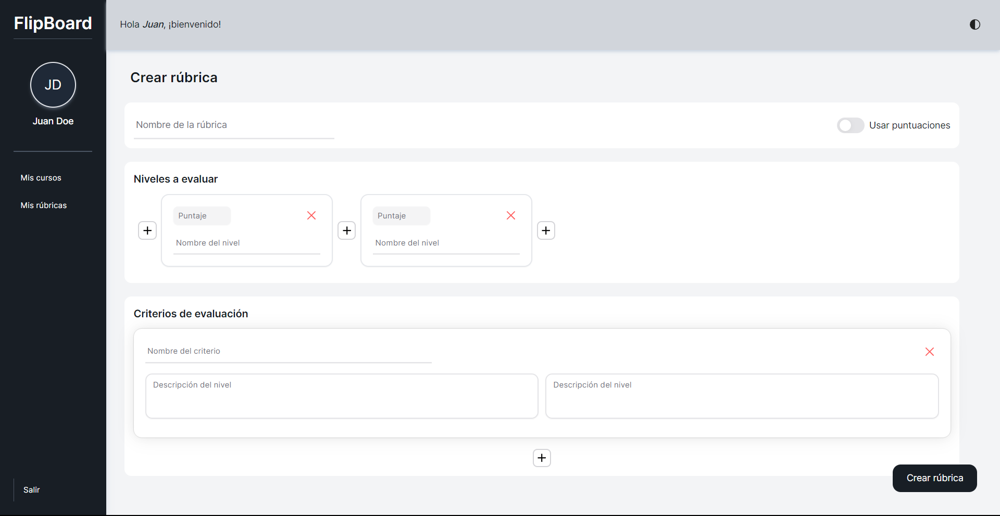 FlipBoard
JD
Juan Doe
Mis cursos
Mis rúbricas
Salir
Hola Juan, ¡bienvenido!
Crear rúbrica
Nombre de la rúbrica
Usar puntuaciones
Niveles a evaluar
Puntaje
Nombre del nivel
Puntaje
Nombre del nivel
Criterios de evaluación
Nombre del criterio
Descripción del nivel
Descripción del nivel
Crear rúbrica